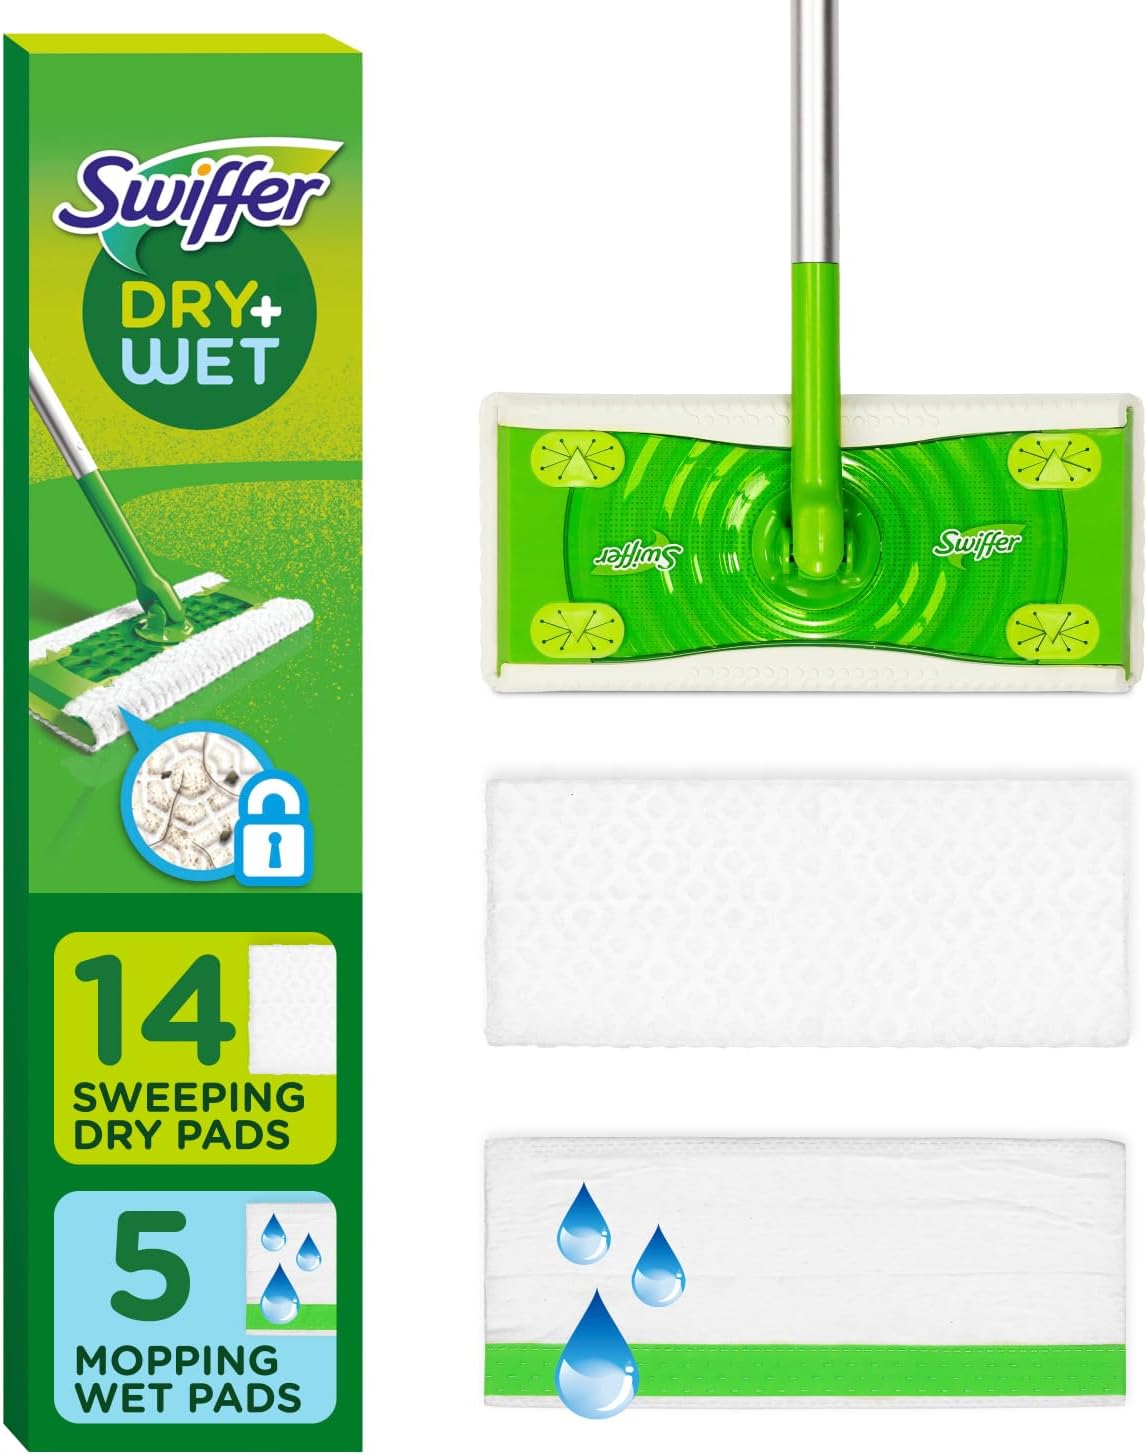 Swiffer
DRY+
WET
14
SWEEPING
DRY PADS
5
MOPPING
WET PADS
Swiffer
Swiffer